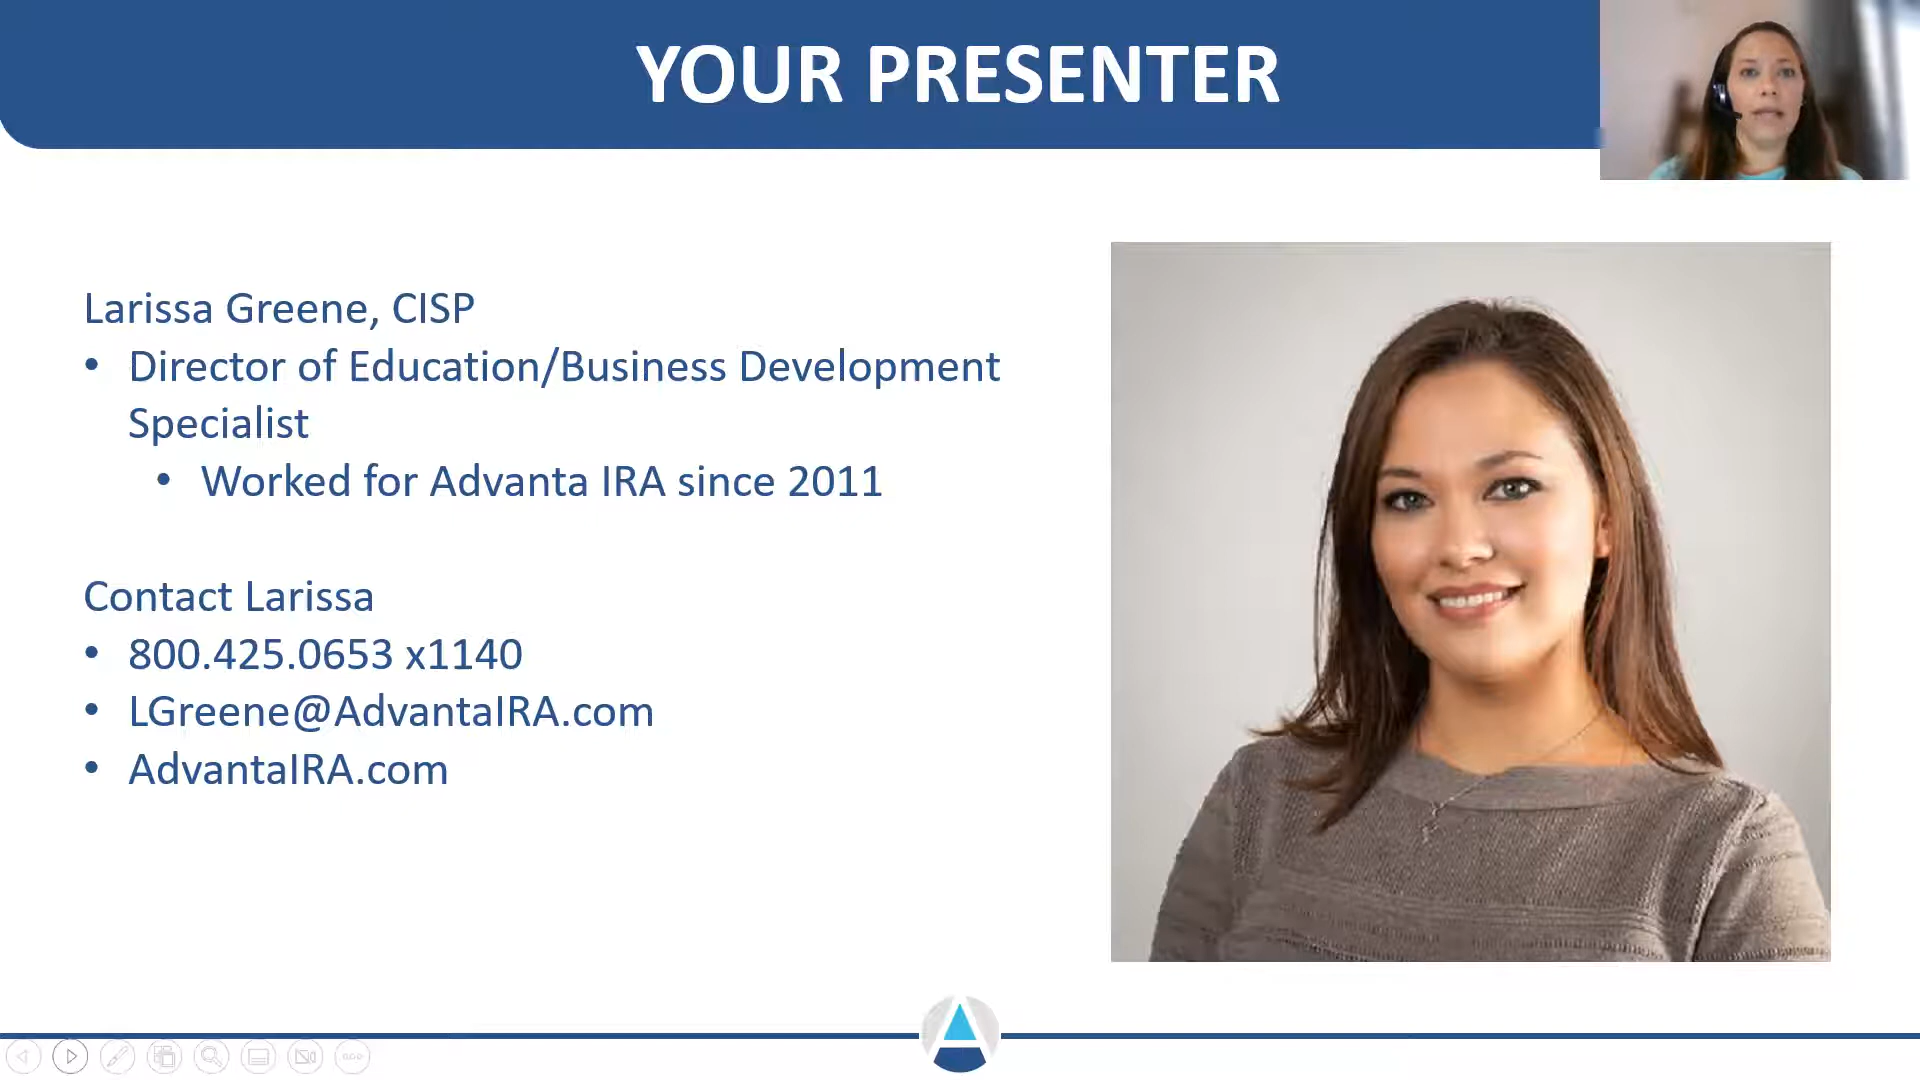 YOUR PRESENTER
Larissa Greene, CISP
• Director of Education/Business Development
Specialist
• Worked for Advanta IRA since 2011
Contact Larissa
• 800.425.0653 x1140
• LGreene@AdvantaIRA.com
• AdvantaIRA.com